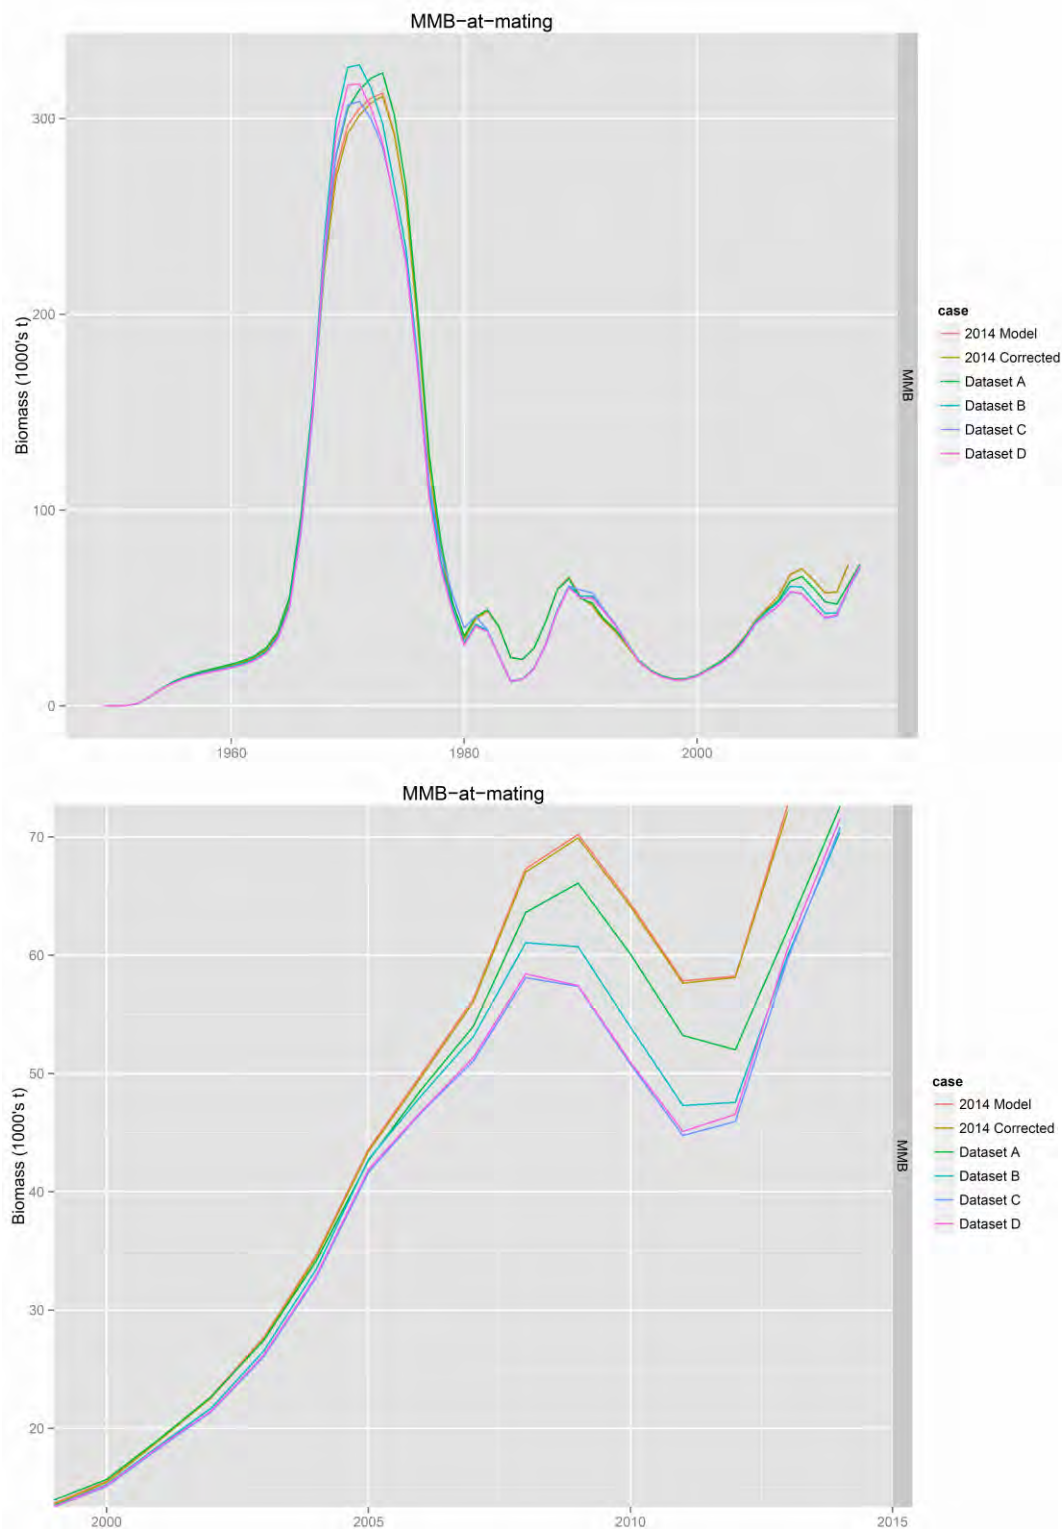 MMB-at-mating
300
200
100
0
Biomass (1000's t)
1960
1980
2000
MMB
case
2014 Model
2014 Corrected
Dataset A
Dataset B
Dataset C
Dataset D
MMB-at-mating
70
60
50
40
30
20
Biomass (1000's t)
2000
2005
2010
2015
MMB
case
2014 Model
2014 Corrected
Dataset A
Dataset B
Dataset C
Dataset D